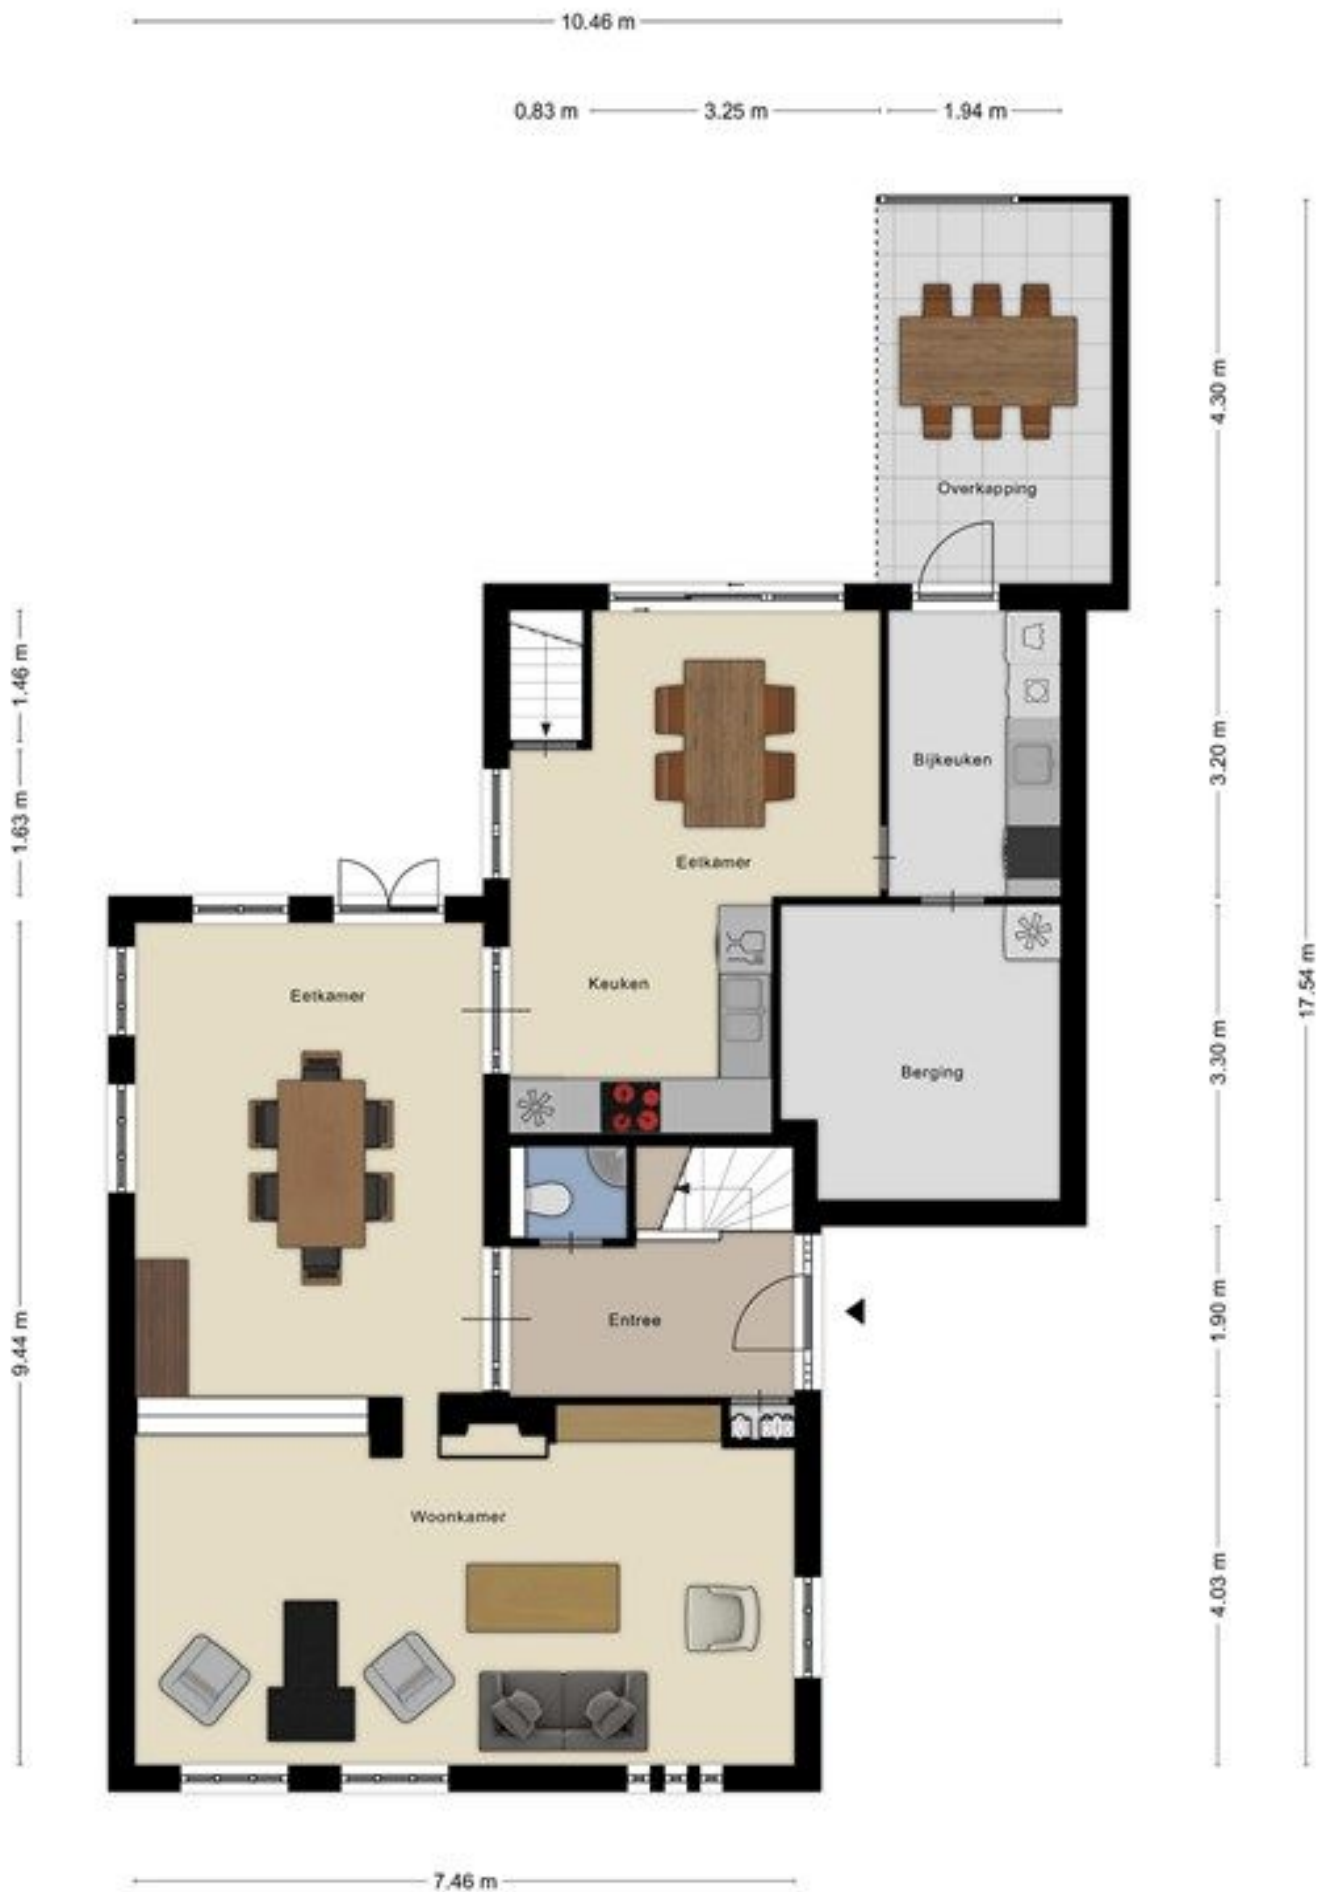 10.46 m
0.83 m
3.25 m
1.94 m
4.30 m
Overkapping
1.46 m
3.20 m
Bijkeuken
1.63 m
Eetkamer
17.54 m
Keuken
Eetkamer
3.30 m
Berging
1.90 m
Entree
9.44 m
Woonkamer
4.03 m
7.46 m